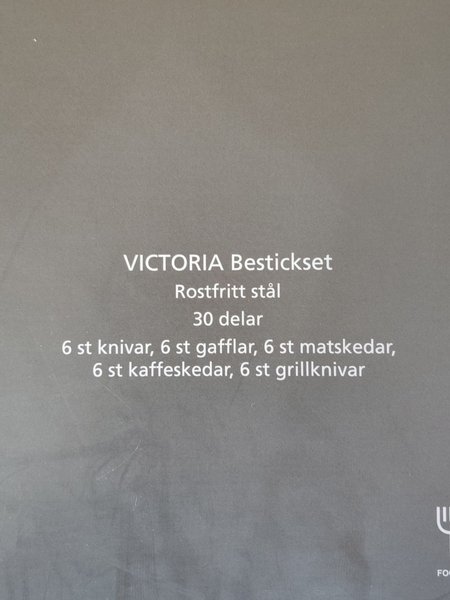 VICTORIA Bestickset
Rostfritt stål
30 delar
6 st knivar, 6 st gafflar, 6 st matskedar,
6 st kaffeskedar, 6 st grillknivar